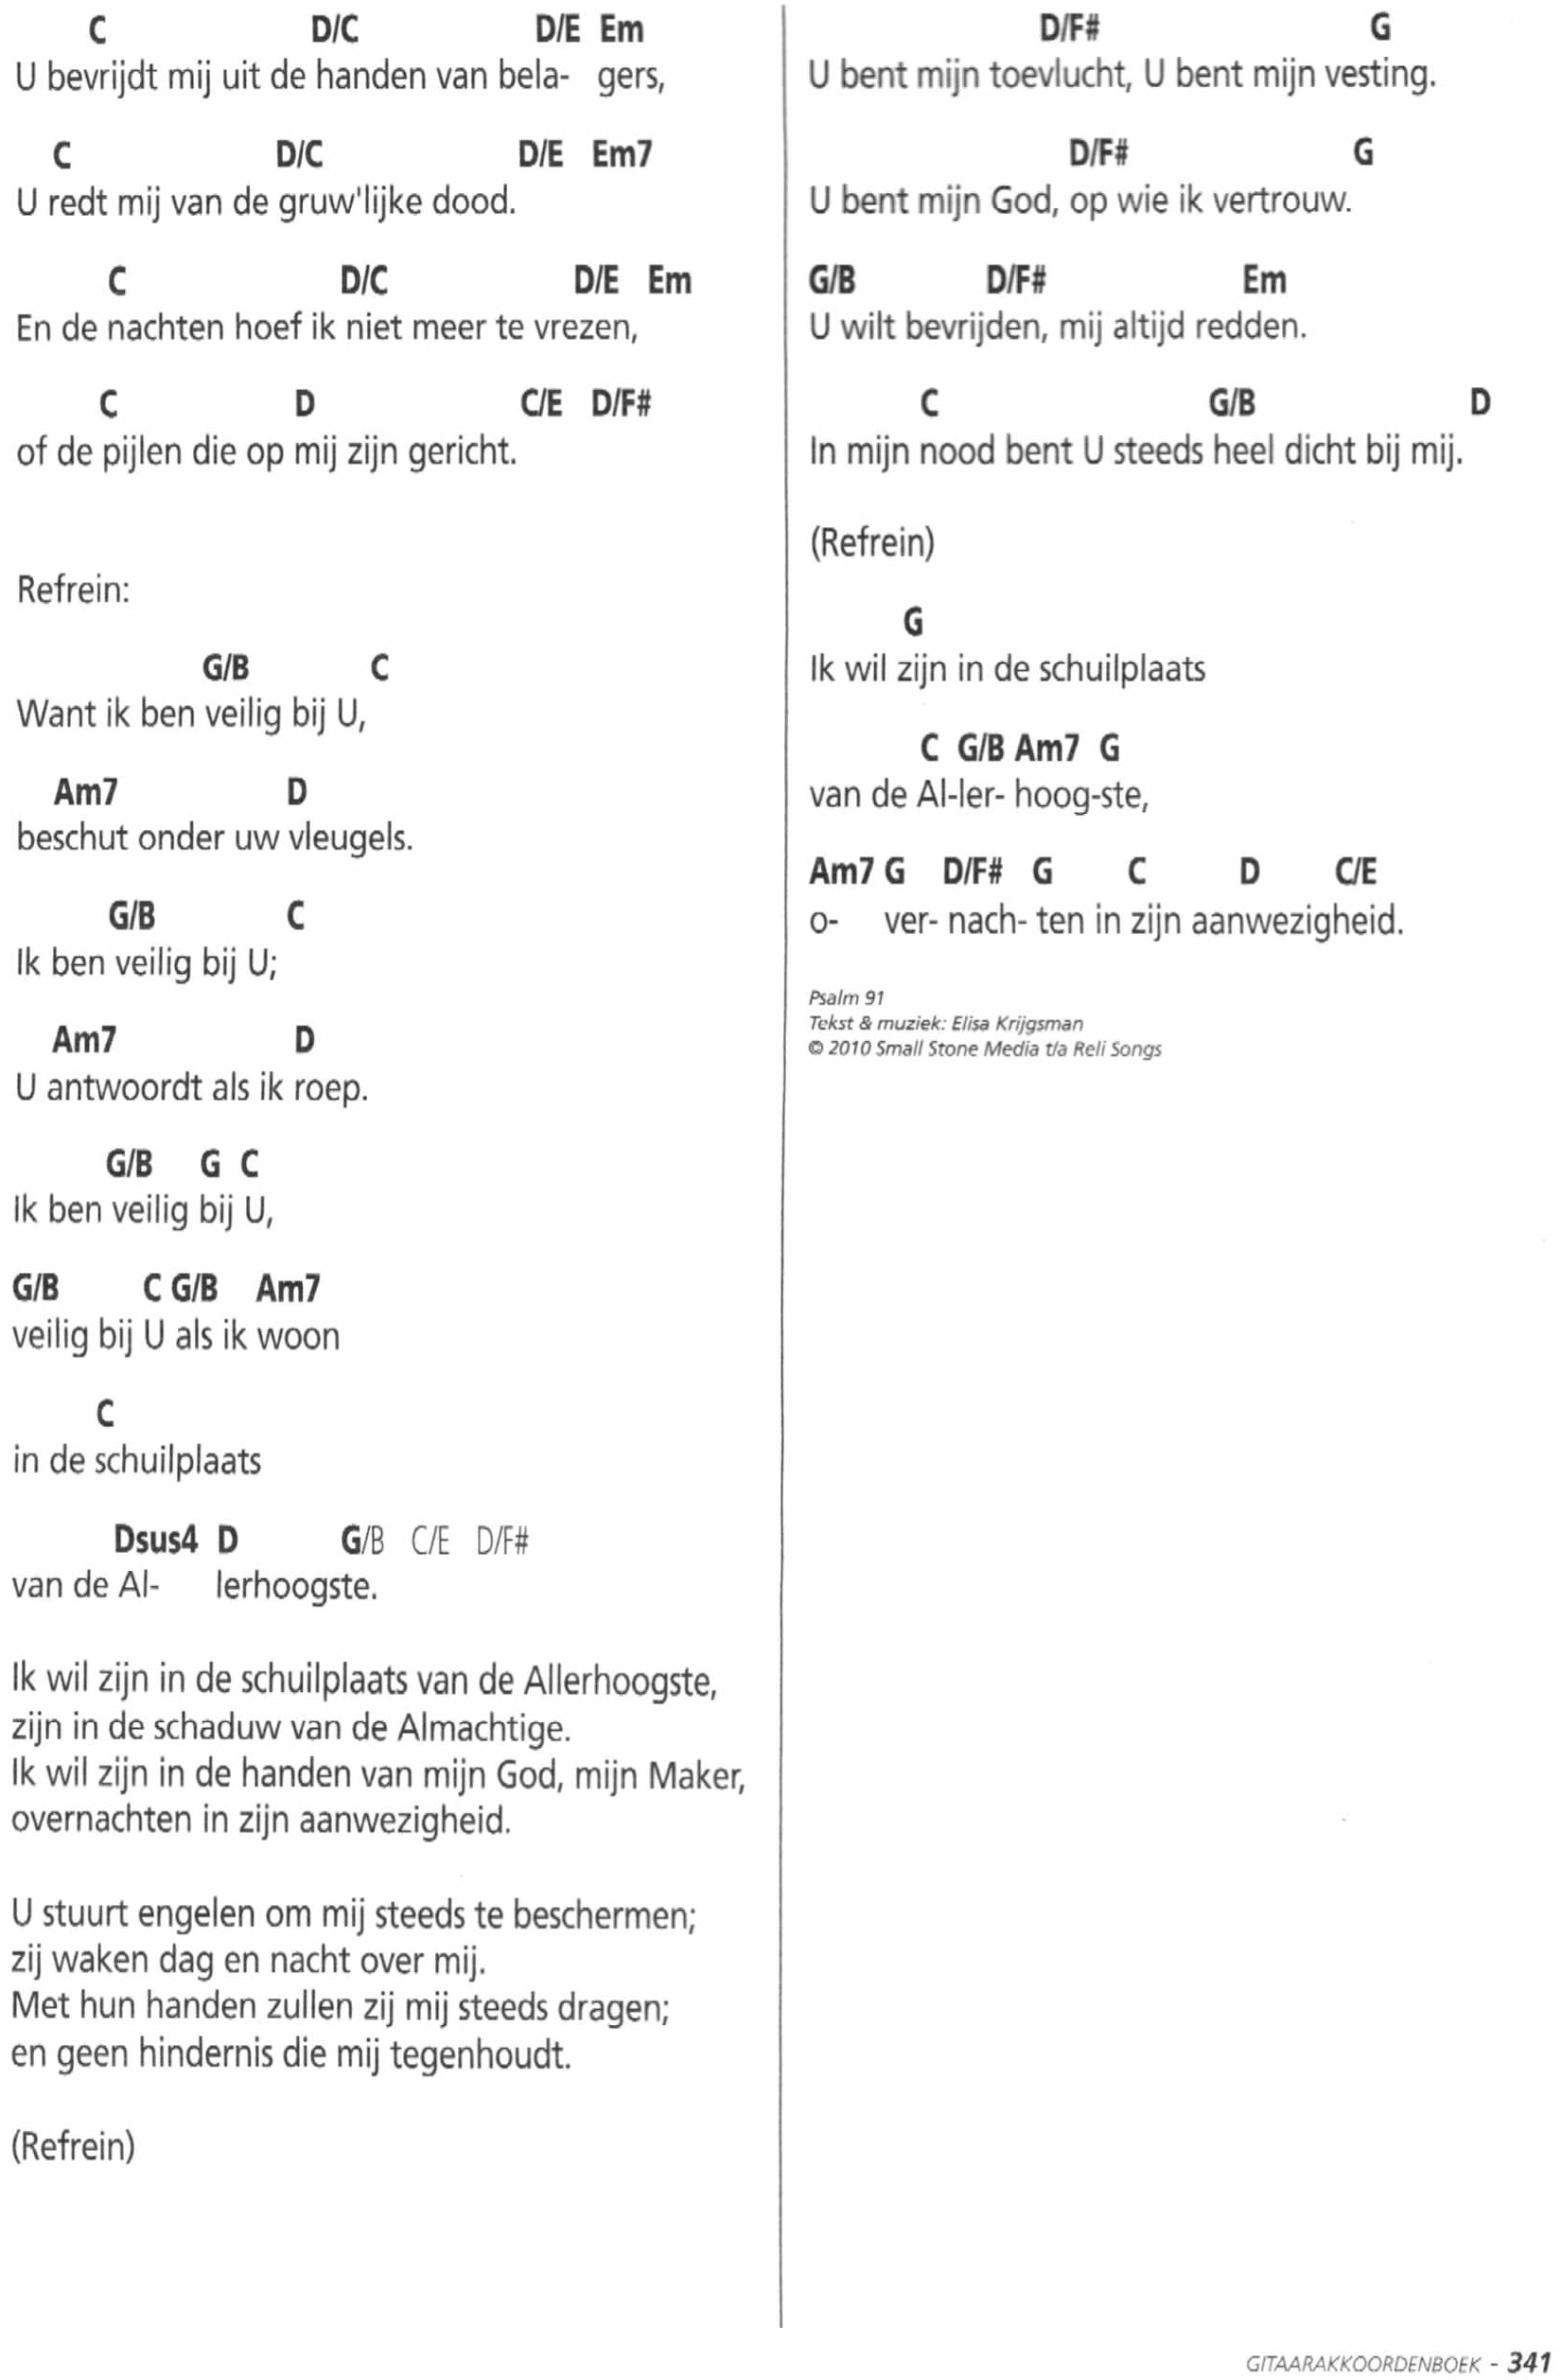 C D/C D/E Em
U bevrijdt mij uit de handen van bela- gers,
C D/C D/E Em7
U redt mij van de gruw'lijke dood.
C D/C D/E Em
En de nachten hoef ik niet meer te vrezen,
C D C/E D/F#
of de pijlen die op mij zijn gericht.
Refrein:
G/B C
Want ik ben veilig bij U,
Am7 D
beschut onder uw vleugels.
G/B C
Ik ben veilig bij U;
Am7 D
U antwoordt als ik roep.
G/B G C
Ik ben veilig bij U,
G/B C G/B Am7
veilig bij U als ik woon
C
in de schuilplaats
Dsus4 D G/B C/E D/F#
van de Al- lerhoogste.
Ik wil zijn in de schuilplaats van de Allerhoogste,
zijn in de schaduw van de Almachtige.
Ik wil zijn in de handen van mijn God, mijn Maker,
overnachten in zijn aanwezigheid.
U stuurt engelen om mij steeds te beschermen;
zij waken dag en nacht over mij.
Met hun handen zullen zij mij steeds dragen;
en geen hindernis die mij tegenhoudt.
(Refrein)
D/F# G
U bent mijn toevlucht, U bent mijn vesting.
D/F# G
U bent mijn God, op wie ik vertrouw.
G/B D/F# Em
U wilt bevrijden, mij altijd redden.
C G/B D
In mijn nood bent U steeds heel dicht bij mij.
(Refrein)
G
Ik wil zijn in de schuilplaats
C G/B Am7 G
van de Al-ler- hoog-ste,
Am7 G D/F# G C D C/E
o- ver- nach- ten in zijn aanwezigheid.
Psalm 91
Tekst & muziek: Elisa Krijgsman
© 2010 Small Stone Media t/a Reli Songs
GITAARAKKOORDENBOEK - 341